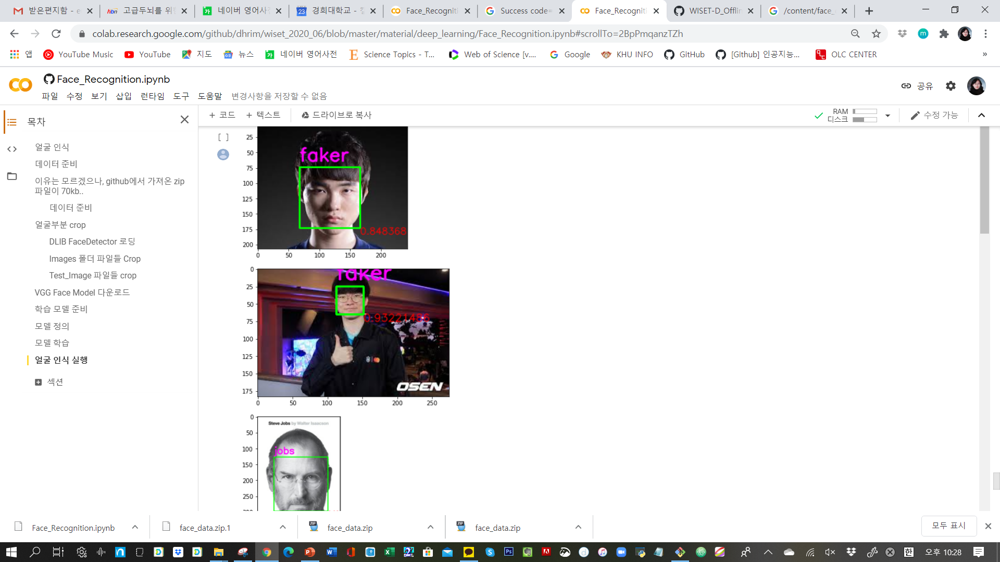 받은편지함 - e
고급두뇌를 위한
네이버 영어사전
경희대학교 - 캘
Face_Recogniti
Success code=
Face_Recogniti
WISET-D_Offlin
/content/face_
colab.research.google.com/github/dhrim/wiset_2020_06/blob/master/material/deep_learning/Face_Recognition.ipynb#scrollTo=2BpPmqanzTZh
앱
YouTube Music
YouTube
지도
뉴스
네이버 영어사전
Science Topics - T...
Web of Science [v....
Google
KHU INFO
GitHub
[Github] 인공지능...
OLC CENTER
»
Face_Recognition.ipynb
파일 수정 보기 삽입 런타임 도구 도움말 변경사항을 저장할 수 없음
공유
목차
+ 코드 + 텍스트 드라이브로 복사
RAM
디스크
수정 가능
얼굴 인식
데이터 준비
이유는 모르겠으나, github에서 가져온 zip
파일이 70kb..
데이터 준비
얼굴부분 crop
DLIB FaceDetector 로딩
Images 폴더 파일들 Crop
Test_Image 파일들 crop
VGG Face Model 다운로드
학습 모델 준비
모델 정의
모델 학습
얼굴 인식 실행
섹션
[ ]
25
50
75
100
125
150
175
200
0 50 100 150 200
faker
0.848368
0
25
50
75
100
125
150
175
0 50 100 150 200 250
faker
0.93221486
OSEN
0
50
100
150
200
250
Steve Jobs by Walter Isaacson
jobs
Face_Recognition.ipynb
face_data.zip.1
face_data.zip
face_data.zip
모두 표시
한
오후 10:28